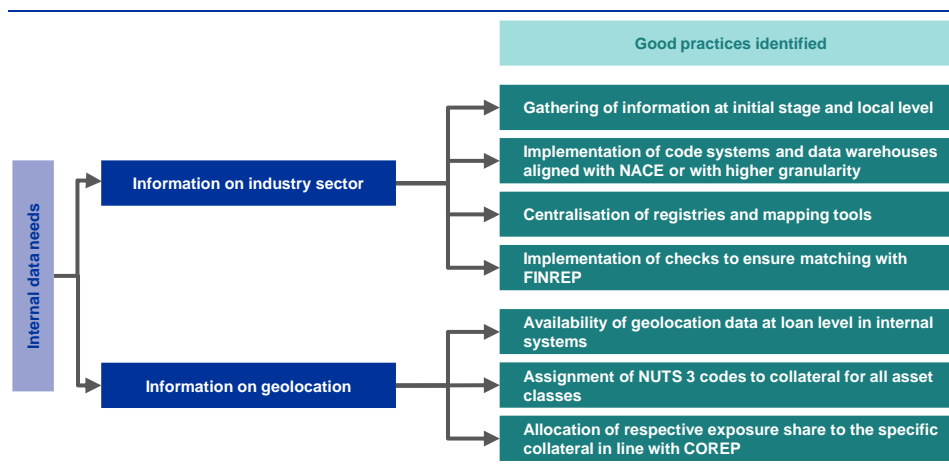 Good practices identified
Gathering of information at initial stage and local level
Implementation of code systems and data warehouses
aligned with NACE or with higher granularity
Information on industry sector
Centralisation of registries and mapping tools
Implementation of checks to ensure matching with
FINREP
Internal data needs
Availability of geolocation data at loan level in internal
systems
Information on geolocation
Assignment of NUTS 3 codes to collateral for all asset
classes
Allocation of respective exposure share to the specific
collateral in line with COREP